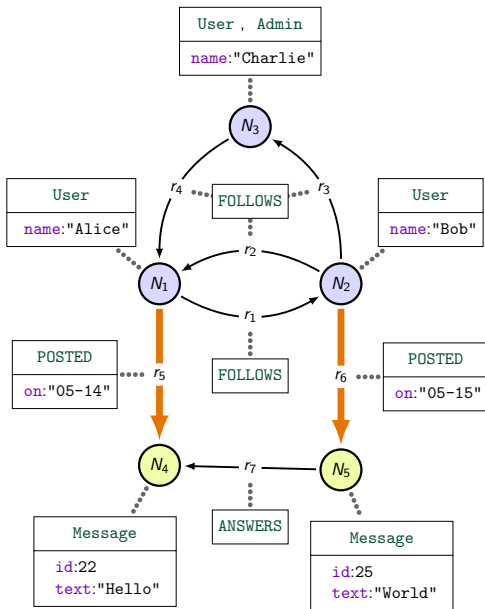 User , Admin
name:"Charlie"
N3
r4
r3
FOLLOWS
User
name:"Alice"
User
name:"Bob"
r2
N1
N2
r1
FOLLOWS
POSTED
on:"05-14"
r5
r6
POSTED
on:"05-15"
N4
r7
N5
ANSWERS
Message
id:22
text:"Hello"
Message
id:25
text:"World"